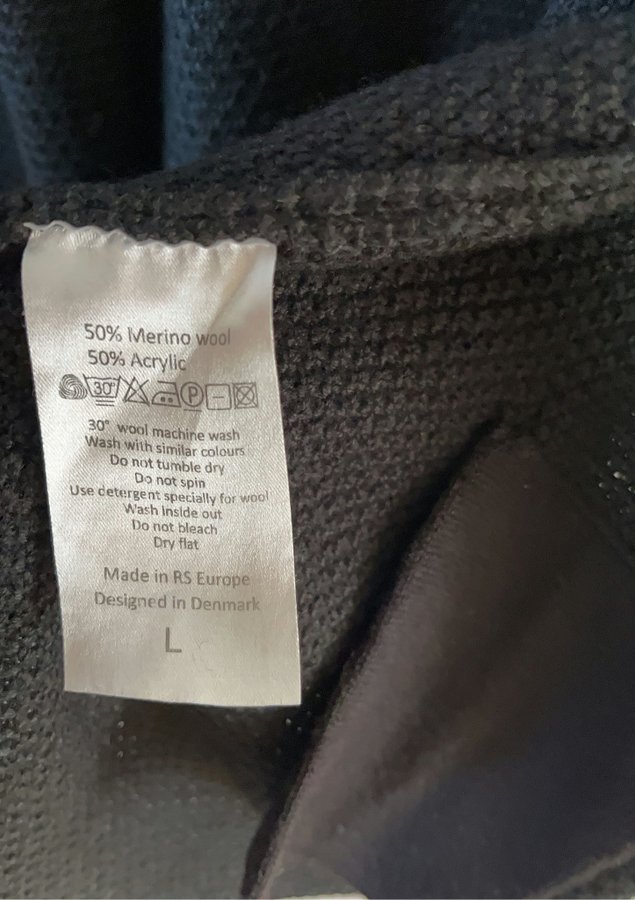 50% Merino wool
50% Acrylic
30° P
30° wool machine wash
Wash with similar colours
Do not tumble dry
Do not spin
Use detergent specially for wool
Wash inside out
Do not bleach
Dry flat
Made in RS Europe
Designed in Denmark
L